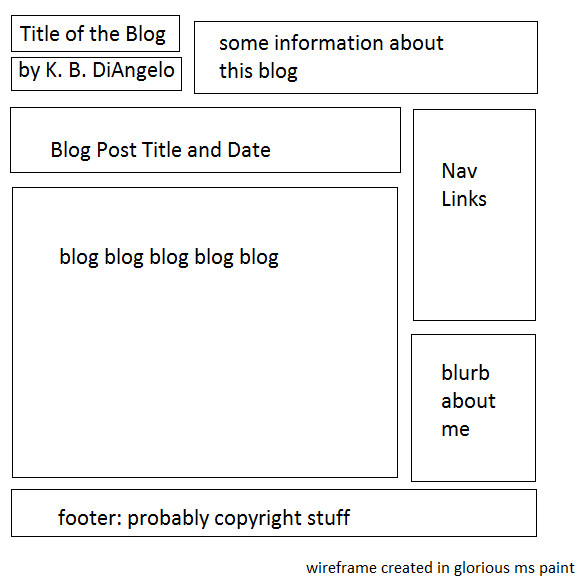 Title of the Blog
by K. B. DiAngelo
some information about
this blog
Blog Post Title and Date
Nav
Links
blog blog blog blog blog
blurb
about
me
footer: probably copyright stuff
wireframe created in glorious ms paint